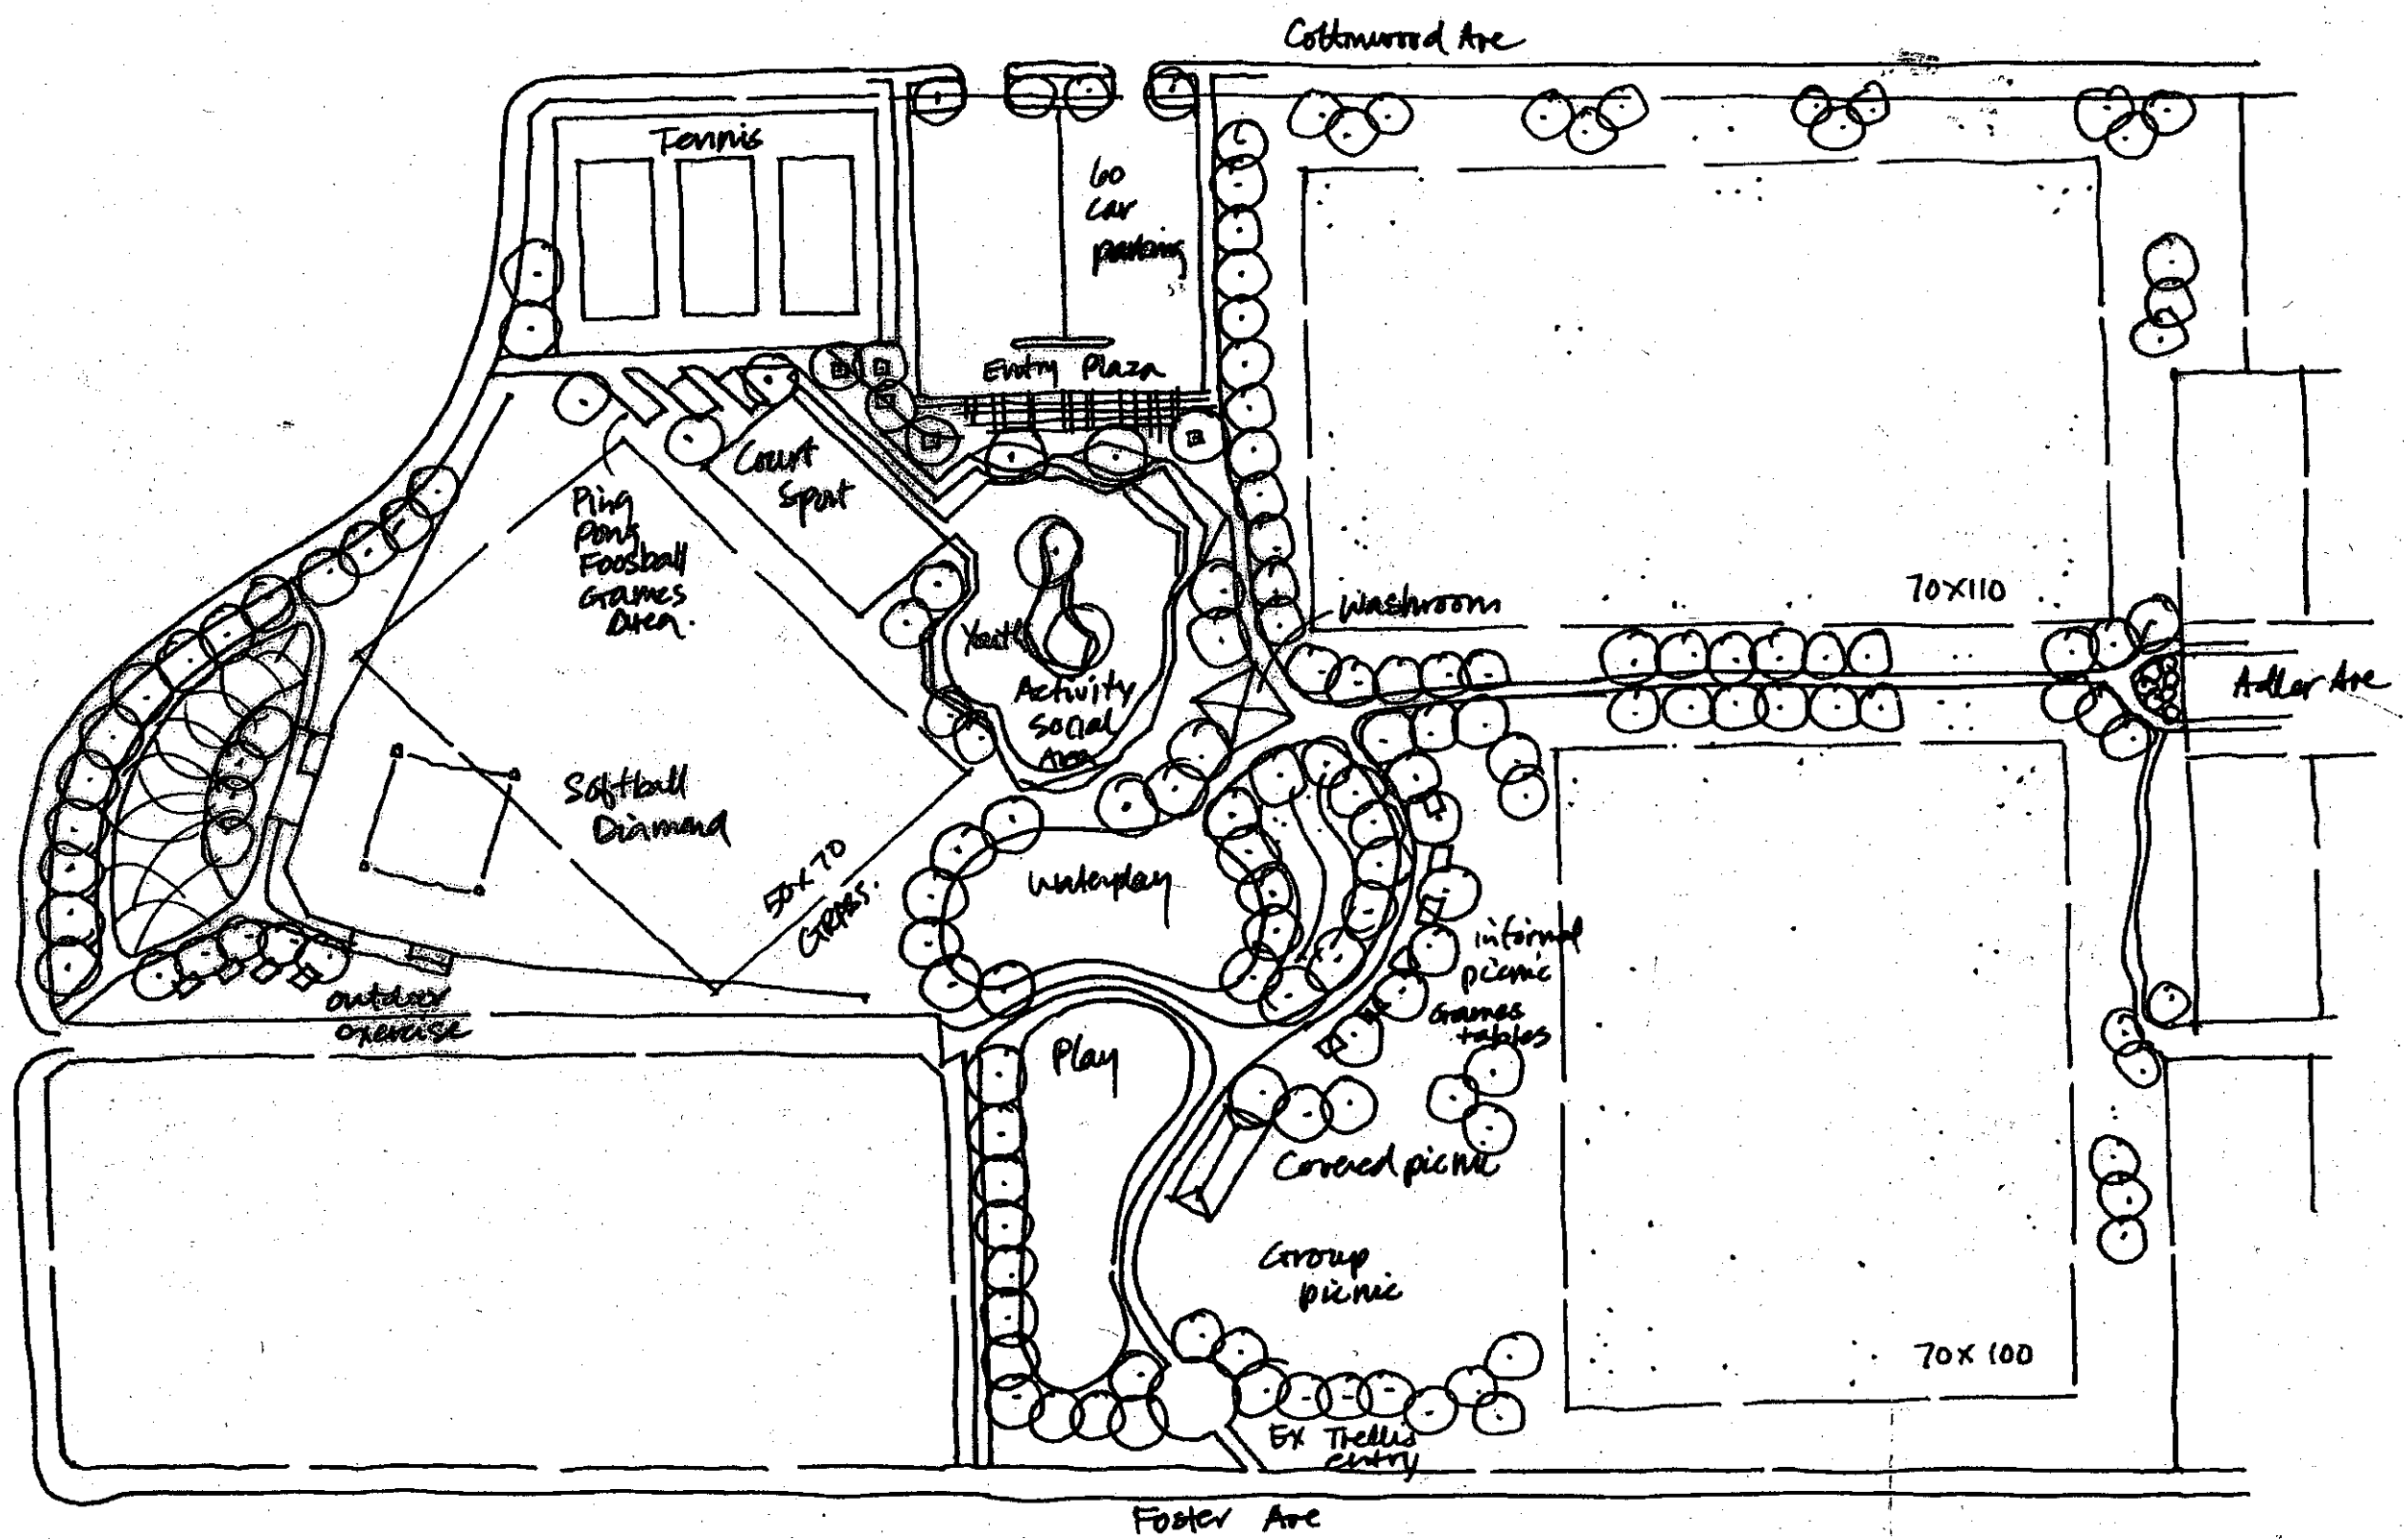 Cottonwood Ave
Tennis
60
car
parking
Entry Plaza
Court
Sport
Ping
Pong
Foosball
Games
Area.
70x110
Washroom
Youth
Activity
Social
Area
Adler Ave
Softball
Diamond
50x70
GRASS.
Waterplay
informal
picnic
Games
tables
outdoor
exercise
Play
Covered picnic
Group
picnic
70x100
Ex Trellis
entry
Foster Ave